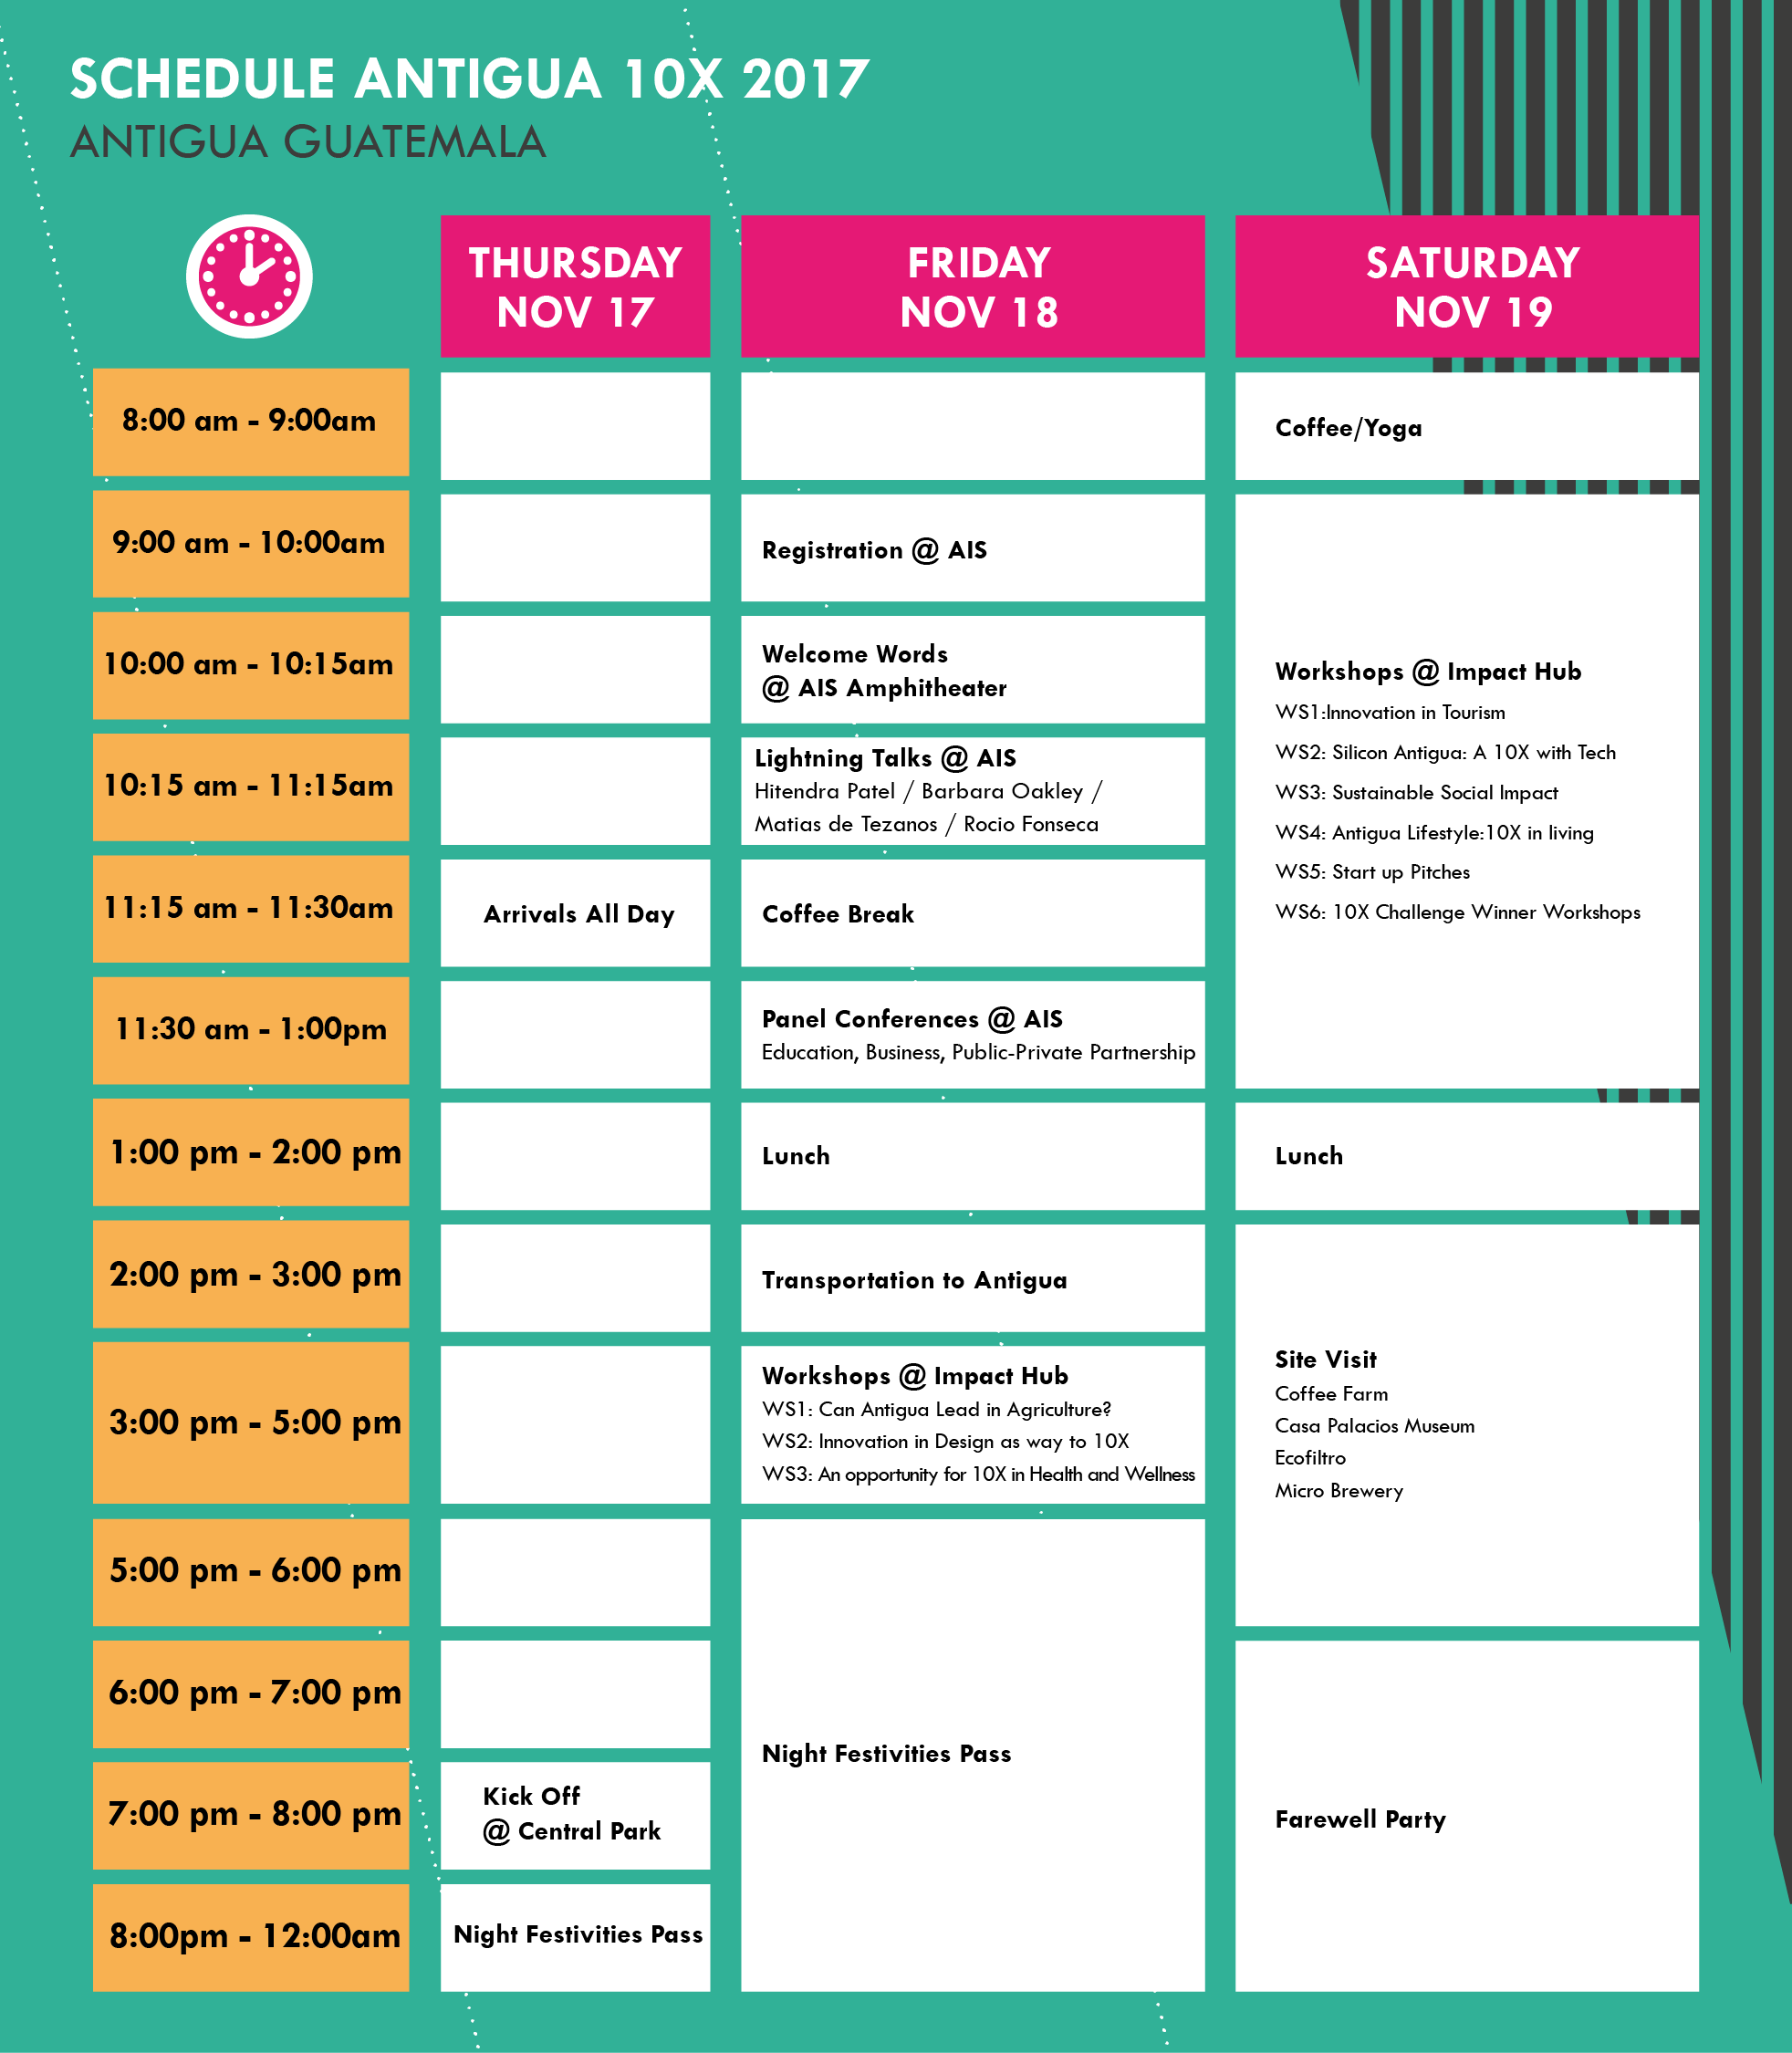 SCHEDULE ANTIGUA 10X 2017
ANTIGUA GUATEMALA
THURSDAY
NOV 17
FRIDAY
NOV 18
SATURDAY
NOV 19
8:00 am - 9:00am
Coffee/Yoga
9:00 am - 10:00am
Registration @ AIS
10:00 am - 10:15am
Welcome Words
@ AIS Amphitheater
Workshops @ Impact Hub
WS1:Innovation in Tourism
WS2: Silicon Antigua: A 10X with Tech
WS3: Sustainable Social Impact
WS4: Antigua Lifestyle:10X in living
WS5: Start up Pitches
WS6: 10X Challenge Winner Workshops
10:15 am - 11:15am
Lightning Talks @ AIS
Hitendra Patel / Barbara Oakley /
Matias de Tezanos / Rocio Fonseca
11:15 am - 11:30am
Arrivals All Day
Coffee Break
11:30 am - 1:00pm
Panel Conferences @ AIS
Education, Business, Public-Private Partnership
1:00 pm - 2:00 pm
Lunch
Lunch
2:00 pm - 3:00 pm
Transportation to Antigua
3:00 pm - 5:00 pm
Workshops @ Impact Hub
WS1: Can Antigua Lead in Agriculture?
WS2: Innovation in Design as way to 10X
WS3: An opportunity for 10X in Health and Wellness
Site Visit
Coffee Farm
Casa Palacios Museum
Ecofiltro
Micro Brewery
5:00 pm - 6:00 pm
6:00 pm - 7:00 pm
Night Festivities Pass
7:00 pm - 8:00 pm
Kick Off
@ Central Park
Farewell Party
8:00pm - 12:00am
Night Festivities Pass